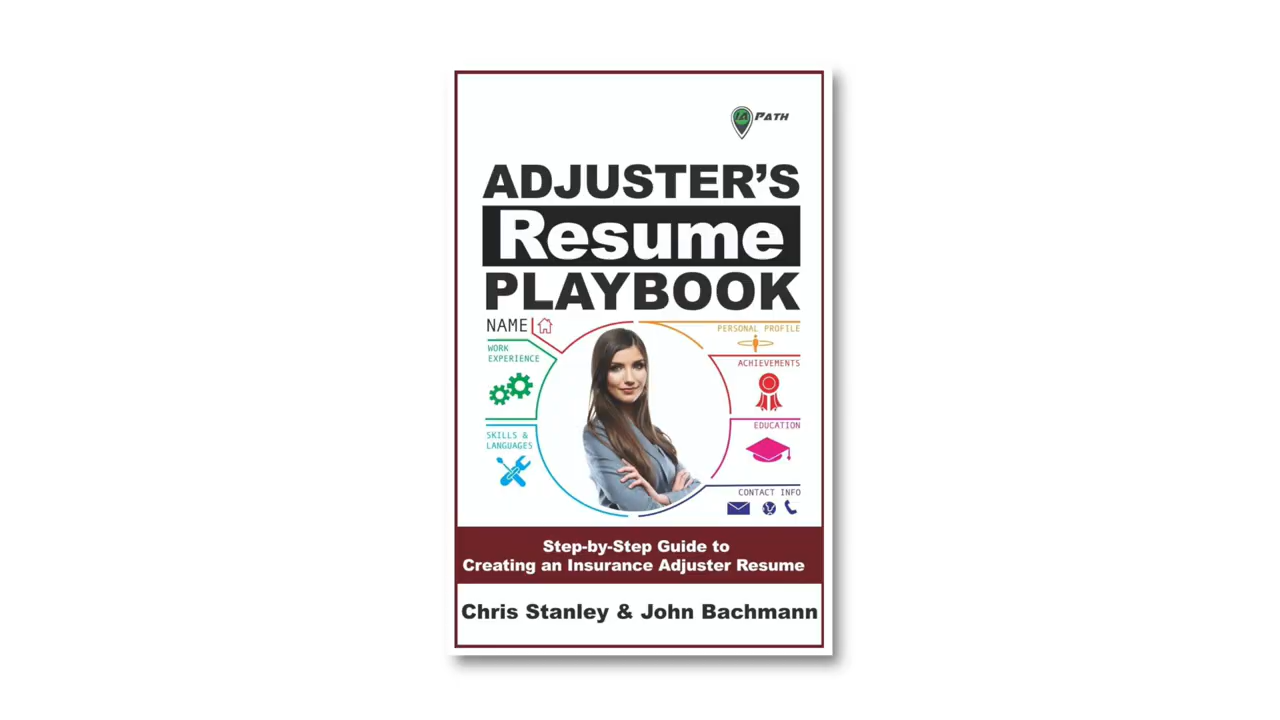 IA PATH
ADJUSTER'S
Resume
PLAYBOOK
NAME
PERSONAL PROFILE
WORK
EXPERIENCE
ACHIEVEMENTS
EDUCATION
SKILLS &
LANGUAGES
CONTACT INFO
Step-by-Step Guide to
Creating an Insurance Adjuster Resume
Chris Stanley & John Bachmann